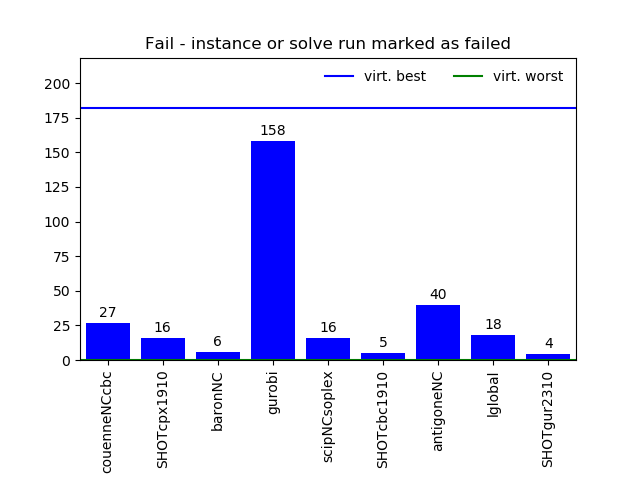 Fail - instance or solve run marked as failed
virt. best
virt. worst
200
175
150
125
100
75
50
25
0
27
16
6
158
16
5
40
18
4
couenneNCcbc
SHOTcpx1910
baronNC
gurobi
scipNCsoplex
SHOTcbc1910
antigoneNC
lglobal
SHOTgur2310